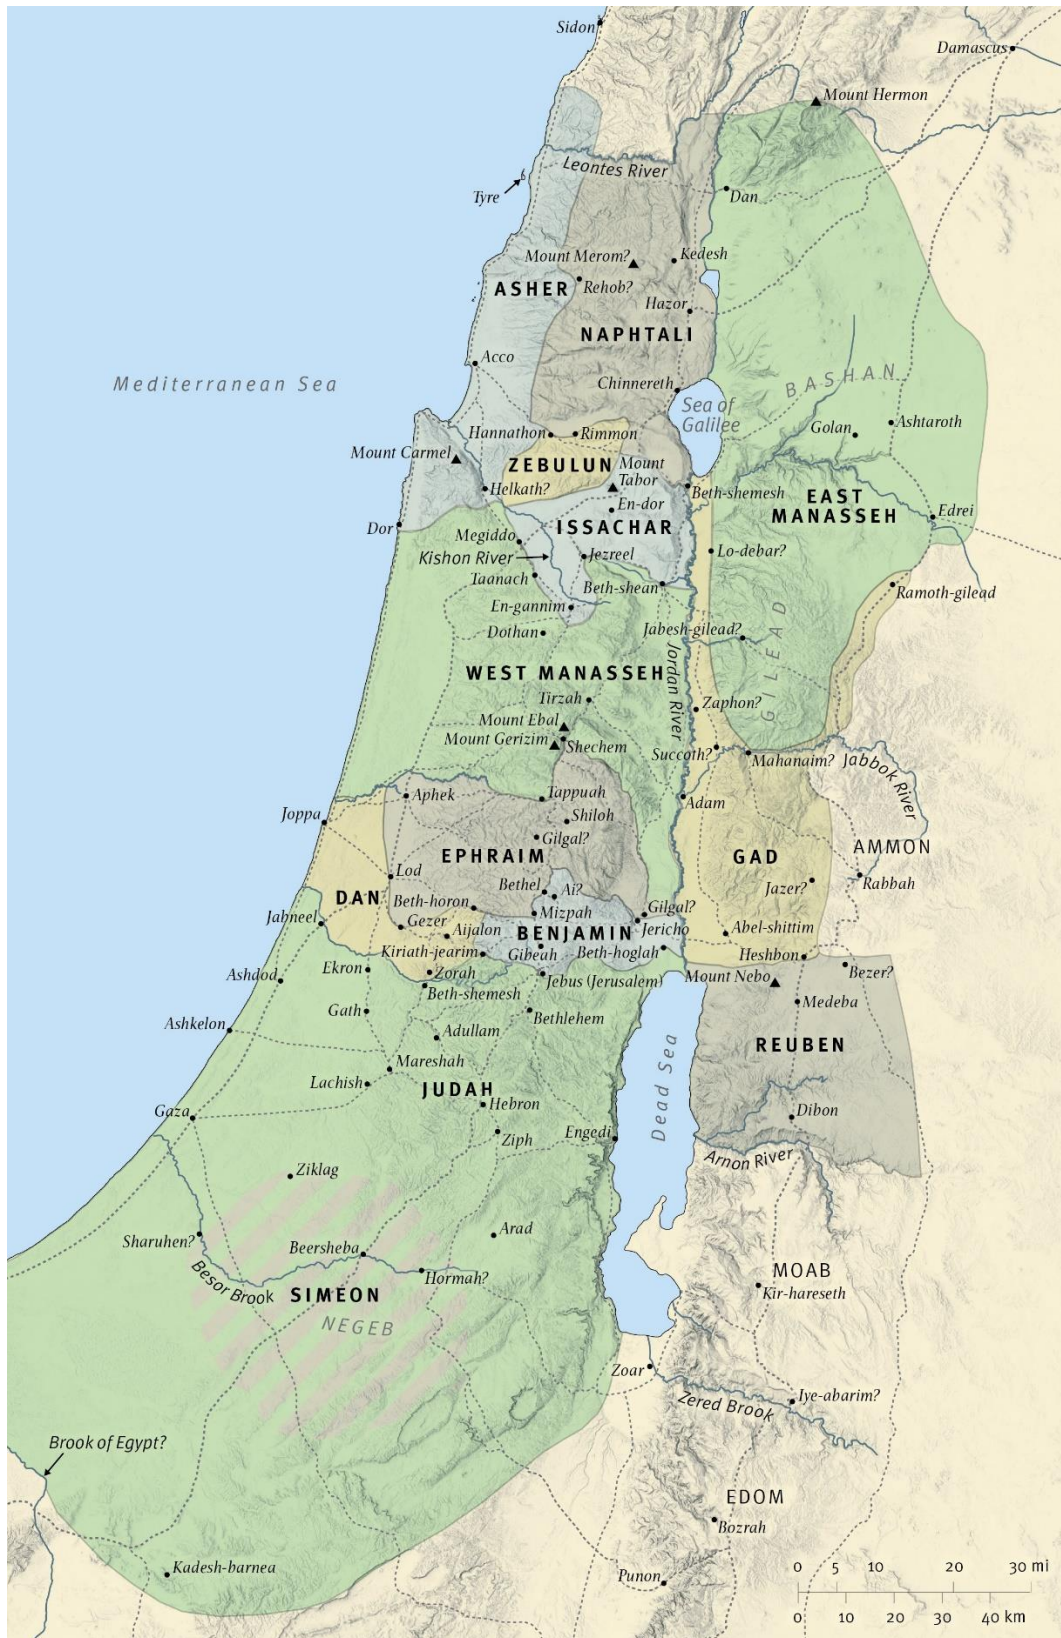 Sidon
Damascus
Mount Hermon
Leontes River
Tyre
Dan
Mount Merom?
Kedesh
ASHER
Rehob?
Hazor
NAPHTALI
Acco
Mediterranean Sea
Chinnereth
BASHAN
Sea of
Galilee
Golan
Ashtaroth
Hannathon
Rimmon
Mount Carmel
ZEBULUN
Mount
Tabor
Helkath?
Beth-shemesh
EAST
MANASSEH
En-dor
Edrei
Dor
ISSACHAR
Megiddo
Kishon River
Jezreel
Lo-debar?
Taanach
Beth-shean
Ramoth-gilead
En-gannim
Dothan
Jabesh-gilead?
GILEAD
Jordan River
WEST MANASSEH
Tirzah
Zaphon?
Mount Ebal
Mount Gerizim
Shechem
Succoth?
Mahanaim?
Jabbok River
Aphek
Tappuah
Adam
Joppa
Shiloh
Gilgal?
AMMON
EPHRAIM
GAD
Lod
Jazer?
Rabbah
DAN
Bethel
Ai?
Beth-horon
Mizpah
Gilgal?
Jabneel
Gezer
Jericho
Aijalon
BENJAMIN
Abel-shittim
Kiriath-jearim
Gibeah
Beth-hoglah
Heshbon
Ekron
Zorah
Bezer?
Ashdod
Beth-shemesh
Jebus (Jerusalem)
Mount Nebo
Medeba
Gath
Bethlehem
Ashkelon
Adullam
REUBEN
Mareshah
Dead Sea
Lachish
JUDAH
Hebron
Gaza
Dibon
Ziph
Engedi
Arnon River
Ziklag
Sharuhen?
Arad
Beersheba
Besor Brook
Hormah?
MOAB
SIMEON
Kir-hareseth
NEGEB
Zoar
Iye-abarim?
Zered Brook
Brook of Egypt?
EDOM
Bozrah
Kadesh-barnea
Punon
0 5 10 20 30 mi
0 10 20 30 40 km